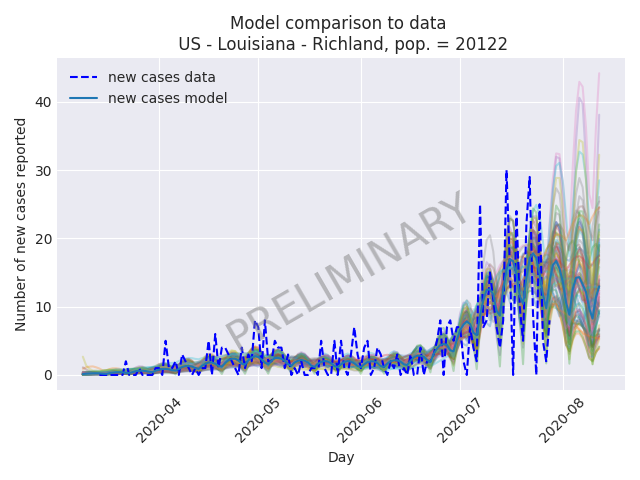 Model comparison to data
US - Louisiana - Richland, pop. = 20122
new cases data
new cases model
PRELIMINARY
Number of new cases reported
40
30
20
10
0
2020-04
2020-05
2020-06
2020-07
2020-08
Day